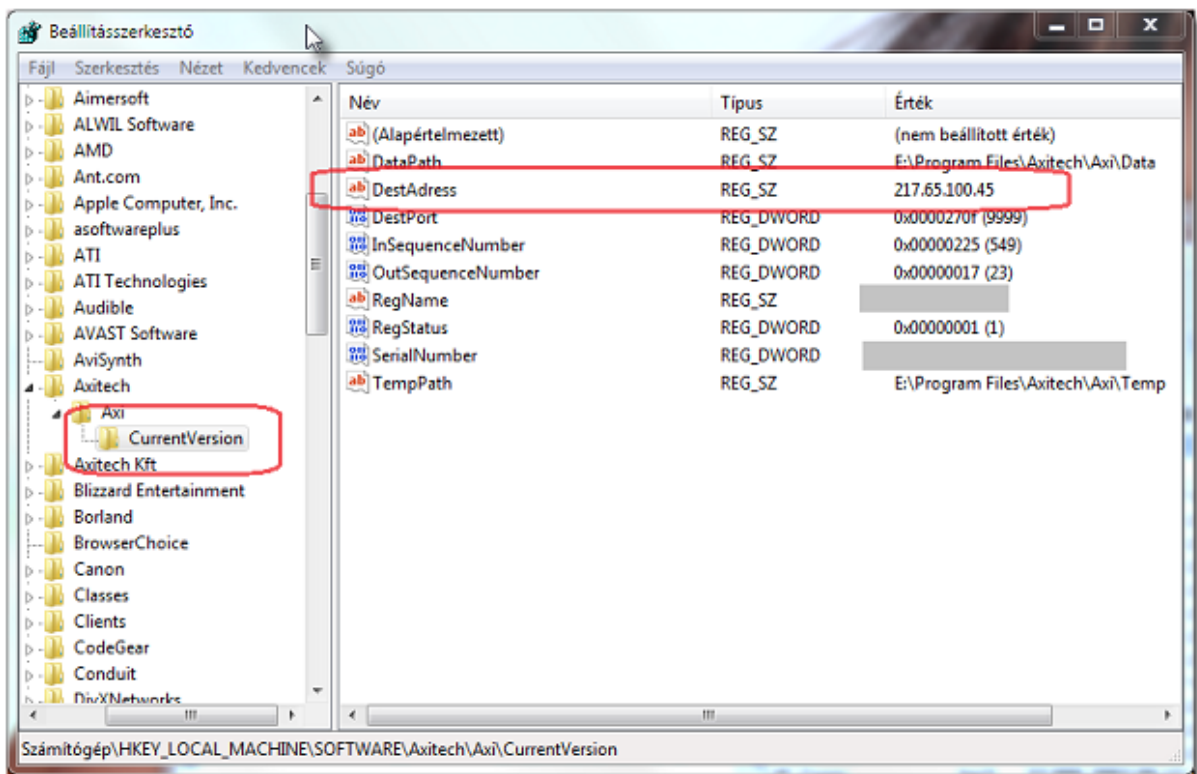 Beállításszerkesztő
Fájl Szerkesztés Nézet Kedvencek Súgó
Aimersoft
ALWIL Software
AMD
Ant.com
Apple Computer, Inc.
asoftwareplus
ATI
ATI Technologies
Audible
AVAST Software
AviSynth
Axitech
Axi
CurrentVersion
Axitech Kft
Blizzard Entertainment
Borland
BrowserChoice
Canon
Classes
Clients
CodeGear
Conduit
DivXNetworks
Név Típus Érték
(Alapértelmezett) REG_SZ (nem beállított érték)
DataPath REG_SZ E:\Program Files\Axitech\Axi\Data
DestAdress REG_SZ 217.65.100.45
DestPort REG_DWORD 0x0000270f (9999)
InSequenceNumber REG_DWORD 0x00000225 (549)
OutSequenceNumber REG_DWORD 0x00000017 (23)
RegName REG_SZ
RegStatus REG_DWORD 0x00000001 (1)
SerialNumber REG_DWORD
TempPath REG_SZ E:\Program Files\Axitech\Axi\Temp
Számítógép\HKEY_LOCAL_MACHINE\SOFTWARE\Axitech\Axi\CurrentVersion